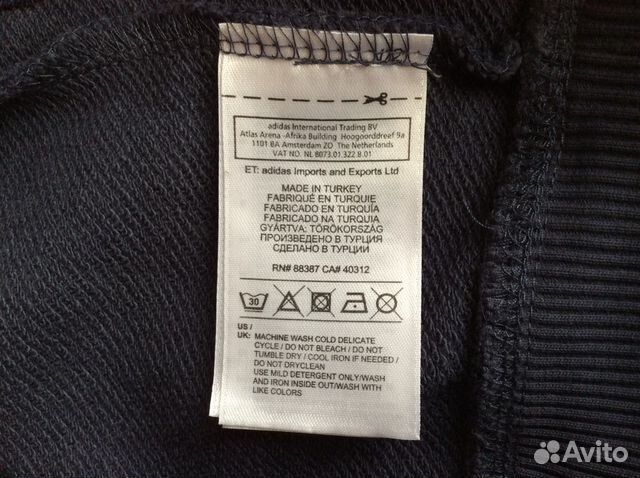 adidas International Trading BV
Atlas Arena -Afrika Building Hoogoorddreef 9a
1101 BA Amsterdam ZO The Netherlands
VAT NO. NL 8073.01.322.B.01
ET: adidas Imports and Exports Ltd
MADE IN TURKEY
FABRIQUÉ EN TURQUIE
FABRICADO EN TURQUÍA
FABRICADO NA TURQUIA
GYÁRTVA: TÖRÖKORSZÁG
ПРОИЗВЕДЕНО В ТУРЦИЯ
СДЕЛАНО В ТУРЦИИ
RN# 88387 CA# 40312
30
US /
UK: MACHINE WASH COLD DELICATE
CYCLE / DO NOT BLEACH / DO NOT
TUMBLE DRY / COOL IRON IF NEEDED /
DO NOT DRYCLEAN /
USE MILD DETERGENT ONLY/WASH
AND IRON INSIDE OUT/WASH WITH
LIKE COLORS
Avito